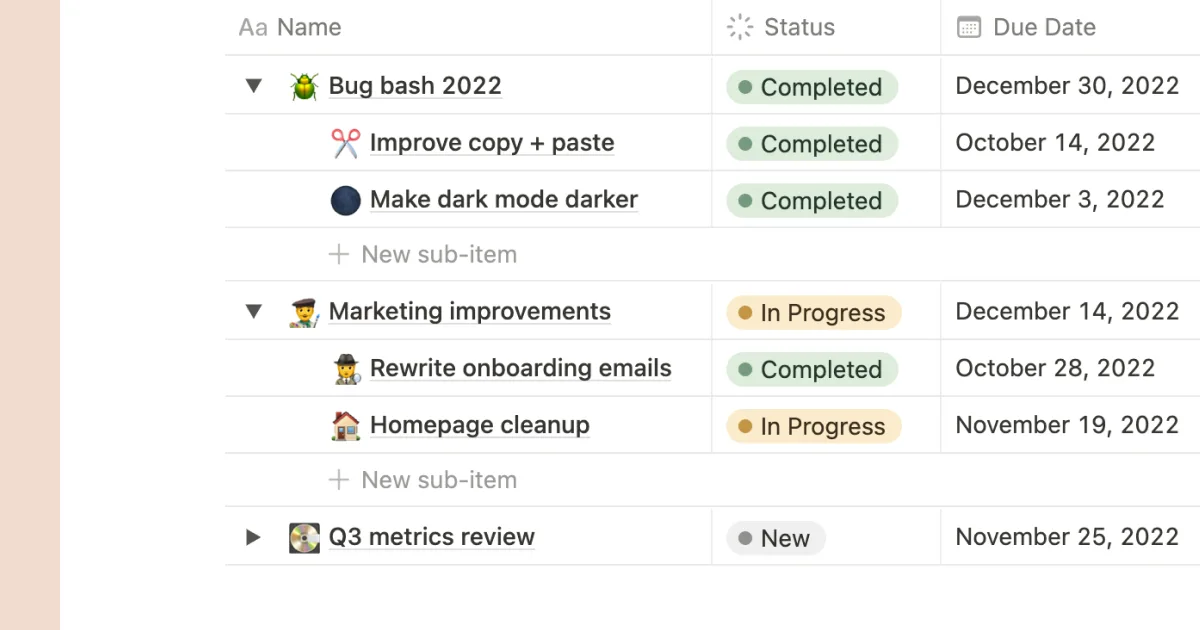 Aa Name Status Due Date
Bug bash 2022 Completed December 30, 2022
Improve copy + paste Completed October 14, 2022
Make dark mode darker Completed December 3, 2022
+ New sub-item
Marketing improvements In Progress December 14, 2022
Rewrite onboarding emails Completed October 28, 2022
Homepage cleanup In Progress November 19, 2022
+ New sub-item
Q3 metrics review New November 25, 2022